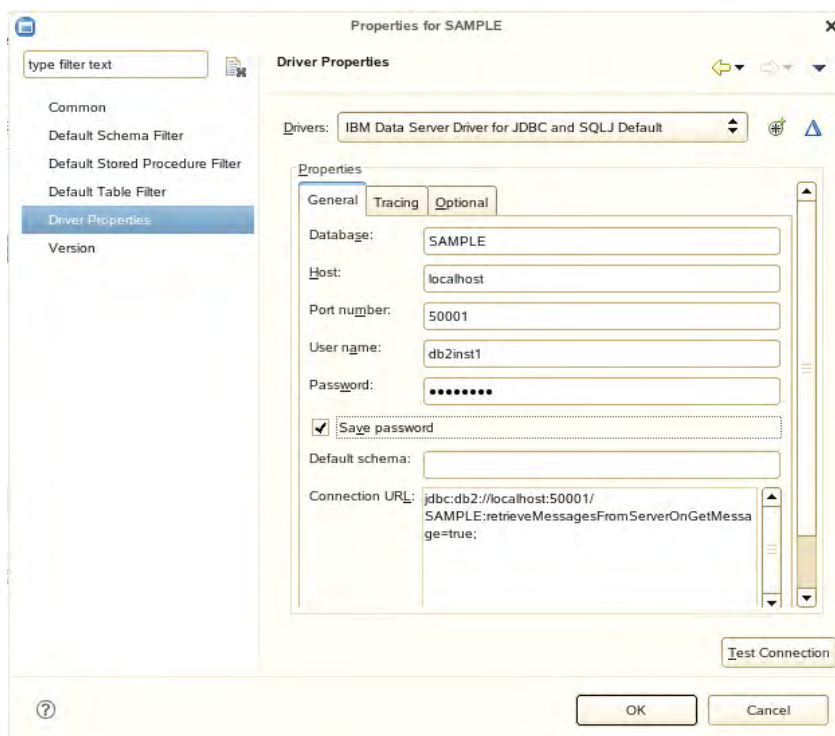 Properties for SAMPLE
type filter text
Common
Default Schema Filter
Default Stored Procedure Filter
Default Table Filter
Driver Properties
Version
Driver Properties
Drivers: IBM Data Server Driver for JDBC and SQLJ Default
Properties
General Tracing Optional
Database: SAMPLE
Host: localhost
Port number: 50001
User name: db2inst1
Password: ●●●●●●●●
Save password
Default schema:
Connection URL: jdbc:db2://localhost:50001/
SAMPLE:retrieveMessagesFromServerOnGetMessa
ge=true;
Test Connection
OK Cancel